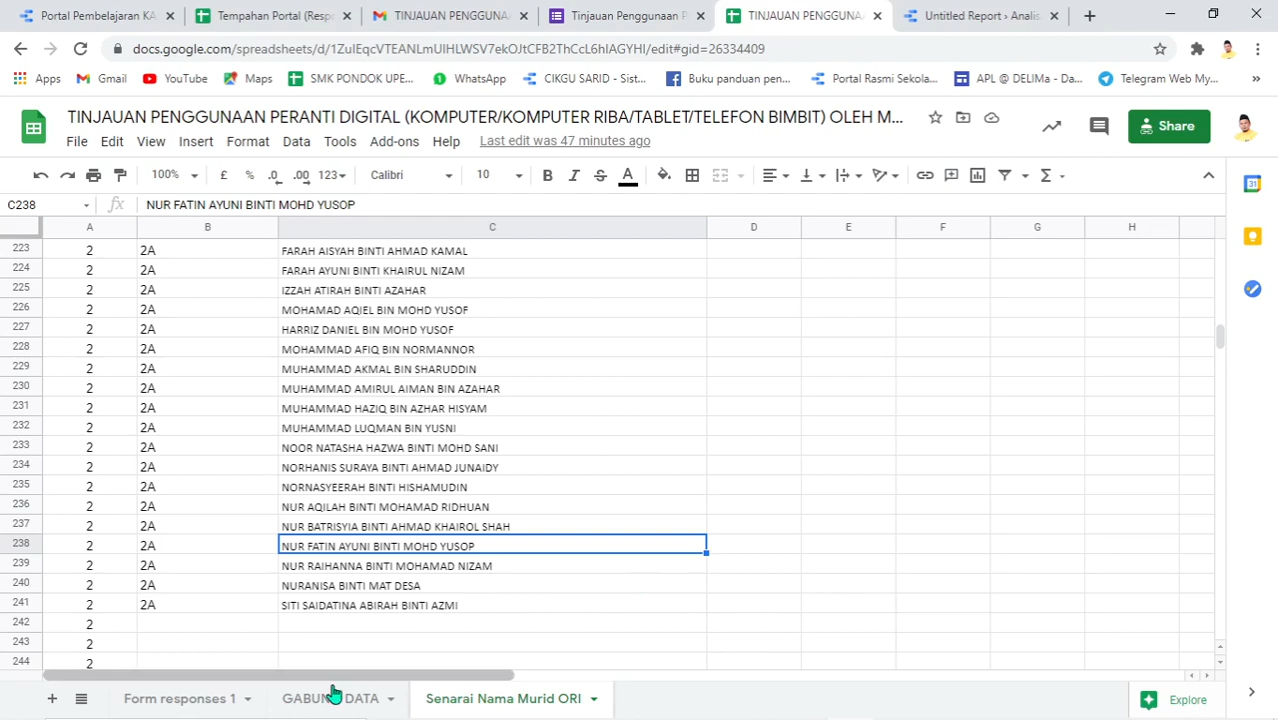 Portal Pembelajaran KA
Tempahan Portal (Respo
TINJAUAN PENGGUNA
Tinjauan Penggunaan P
TINJAUAN PENGGUNA
Untitled Report › Analis
docs.google.com/spreadsheets/d/1ZuIEqcVTEANLmUIHLWSV7ekOJtCFB2ThCcL6hIAGYHI/edit#gid=26334409
Apps Gmail YouTube Maps SMK PONDOK UPE... WhatsApp CIKGU SARID - Sist... Buku panduan pen... Portal Rasmi Sekola... APL @ DELIMa - Da... Telegram Web My...
TINJAUAN PENGGUNAAN PERANTI DIGITAL (KOMPUTER/KOMPUTER RIBA/TABLET/TELEFON BIMBIT) OLEH M...
Share
File Edit View Insert Format Data Tools Add-ons Help Last edit was 47 minutes ago
100% £ % .0 .00 123 Calibri 10 B I S A
C238 fx NUR FATIN AYUNI BINTI MOHD YUSOP
A B C D E F G H
223 2 2A FARAH AISYAH BINTI AHMAD KAMAL
224 2 2A FARAH AYUNI BINTI KHAIRUL NIZAM
225 2 2A IZZAH ATIRAH BINTI AZAHAR
226 2 2A MOHAMAD AQIEL BIN MOHD YUSOF
227 2 2A HARRIZ DANIEL BIN MOHD YUSOF
228 2 2A MOHAMMAD AFIQ BIN NORMANNOR
229 2 2A MUHAMMAD AKMAL BIN SHARUDDIN
230 2 2A MUHAMMAD AMIRUL AIMAN BIN AZAHAR
231 2 2A MUHAMMAD HAZIQ BIN AZHAR HISYAM
232 2 2A MUHAMMAD LUQMAN BIN YUSNI
233 2 2A NOOR NATASHA HAZWA BINTI MOHD SANI
234 2 2A NORHANIS SURAYA BINTI AHMAD JUNAIDY
235 2 2A NORNASYEERAH BINTI HISHAMUDIN
236 2 2A NUR AQILAH BINTI MOHAMAD RIDHUAN
237 2 2A NUR BATRISYIA BINTI AHMAD KHAIROL SHAH
238 2 2A NUR FATIN AYUNI BINTI MOHD YUSOP
239 2 2A NUR RAIHANNA BINTI MOHAMAD NIZAM
240 2 2A NURANISA BINTI MAT DESA
241 2 2A SITI SAIDATINA ABIRAH BINTI AZMI
242 2
243 2
244 2
Form responses 1 DATA Senarai Nama Murid ORI Explore